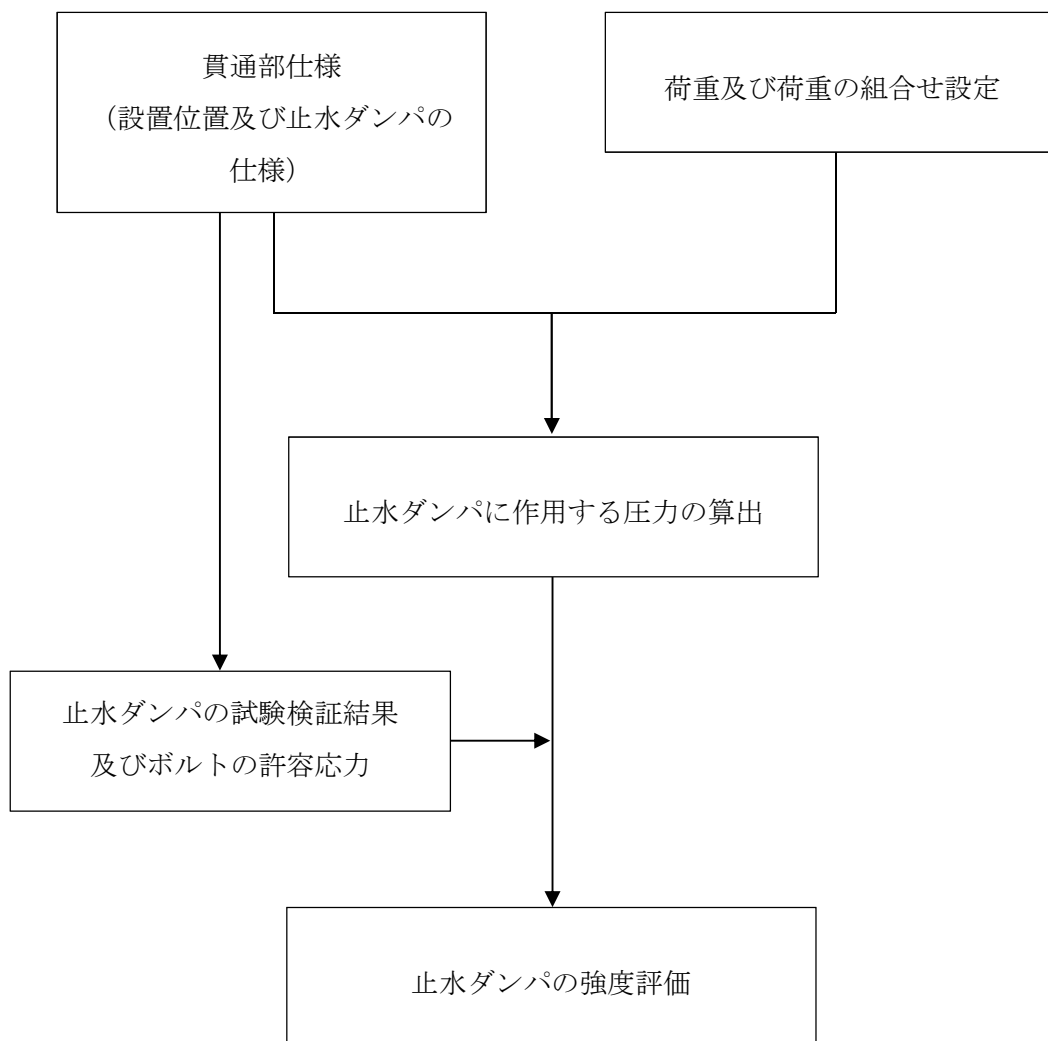 貫通部仕様
（設置位置及び止水ダンパの
仕様）
荷重及び荷重の組合せ設定
止水ダンパに作用する圧力の算出
止水ダンパの試験検証結果
及びボルトの許容応力
止水ダンパの強度評価